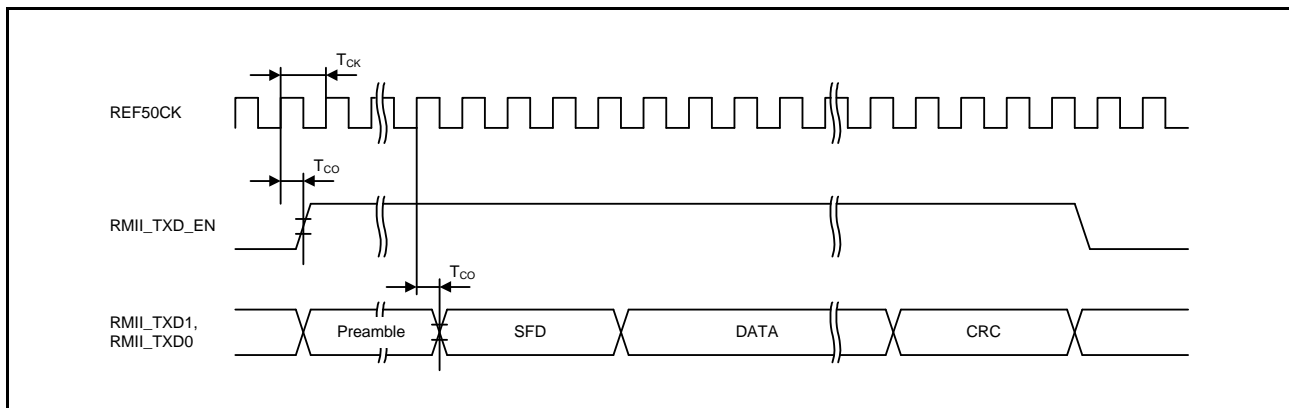 TCK
REF50CK
TCO
RMII_TXD_EN
TCO
RMII_TXD1,
RMII_TXD0
Preamble
SFD
DATA
CRC